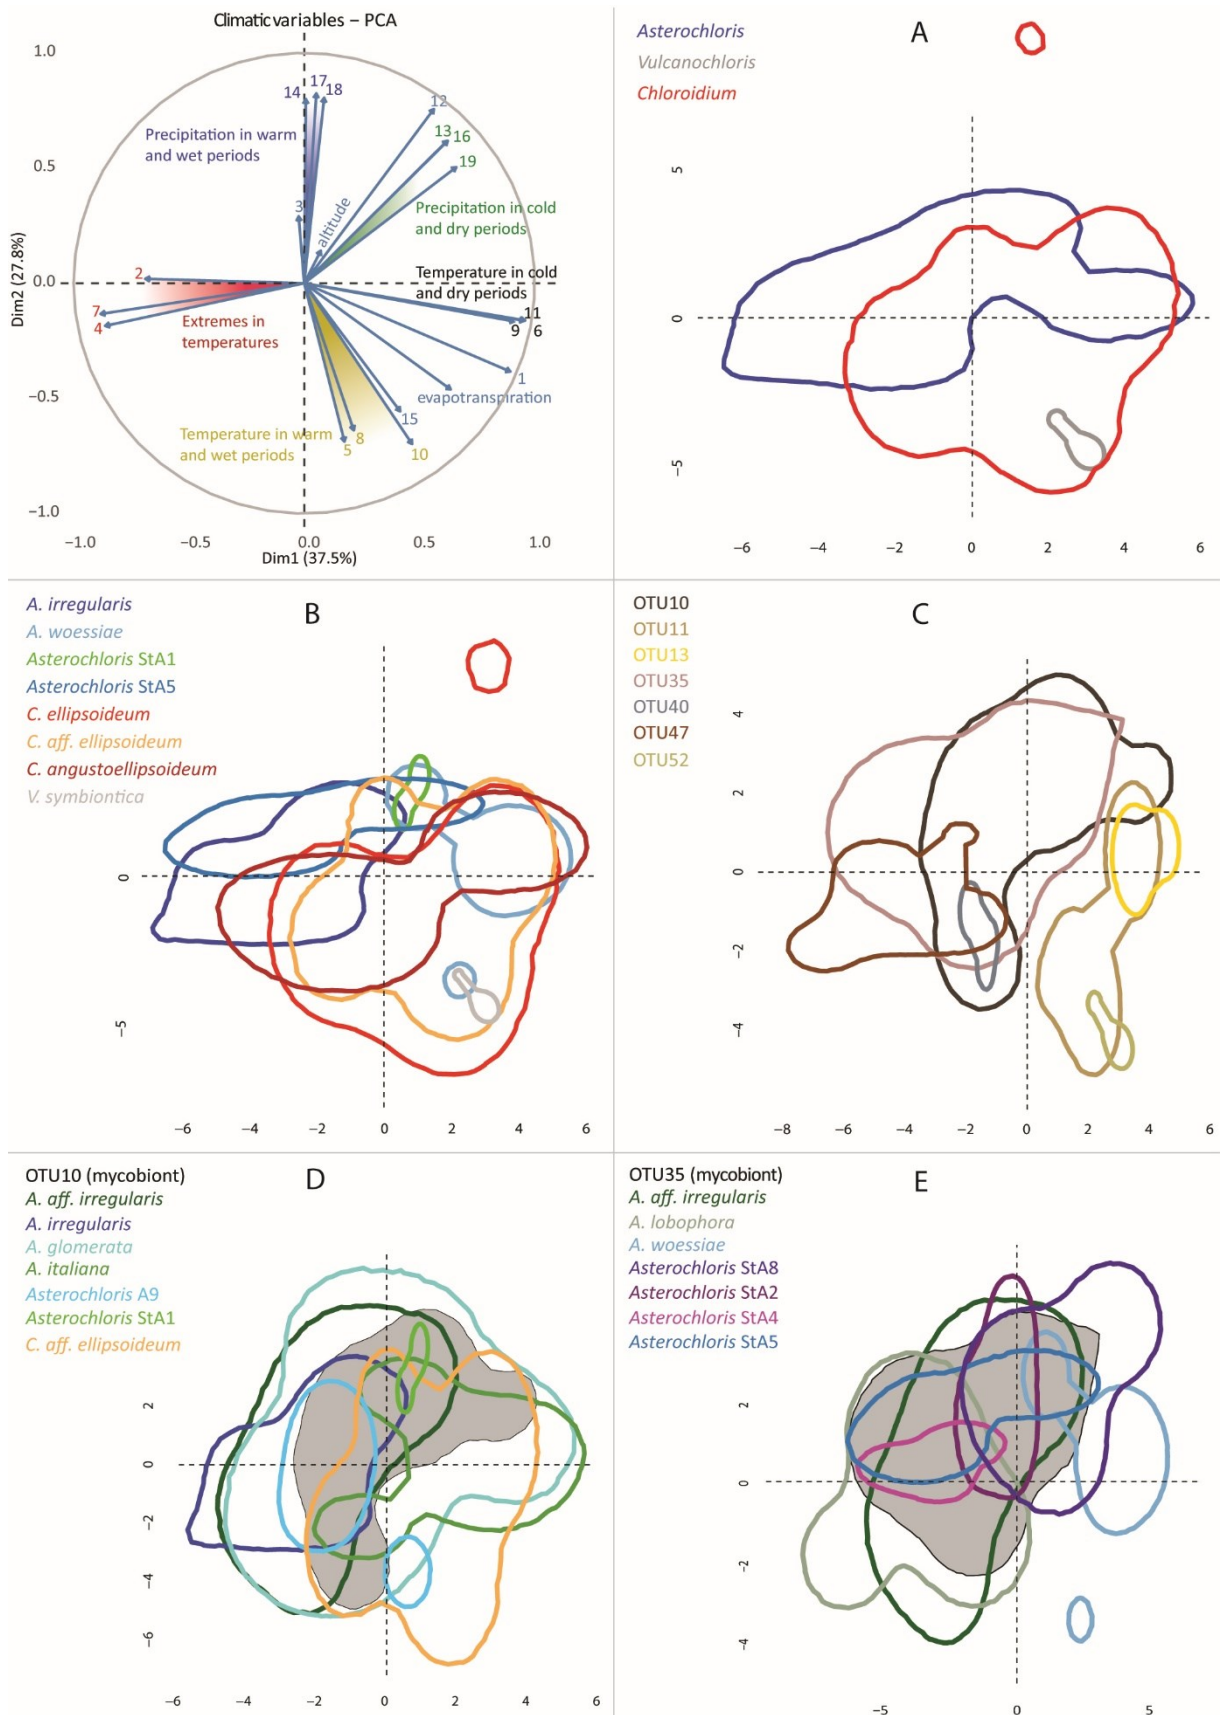 Climatic variables – PCA
1.0
0.5
0.0
−0.5
−1.0
Dim2 (27.8%)
17
14
18
12
13 16
19
Precipitation in warm
and wet periods
3
altitude
Precipitation in cold
and dry periods
2
Temperature in cold
and dry periods
7
4
11
9 6
Extremes in
temperatures
1
evapotranspiration
15
Temperature in warm
and wet periods
8
5
10
−1.0 −0.5 0.0 0.5 1.0
Dim1 (37.5%)
A
Asterochloris
Vulcanochloris
Chloroidium
5
0
−5
−6 −4 −2 0 2 4 6
B
A. irregularis
A. woessiae
Asterochloris StA1
Asterochloris StA5
C. ellipsoideum
C. aff. ellipsoideum
C. angustoellipsoideum
V. symbiontica
0
−5
−6 −4 −2 0 2 4 6
C
OTU10
OTU11
OTU13
OTU35
OTU40
OTU47
OTU52
4
2
0
−2
−4
−8 −6 −4 −2 0 2 4 6
D
OTU10 (mycobiont)
A. aff. irregularis
A. irregularis
A. glomerata
A. italiana
Asterochloris A9
Asterochloris StA1
C. aff. ellipsoideum
2
0
−2
−4
−6
−6 −4 −2 0 2 4 6
E
OTU35 (mycobiont)
A. aff. irregularis
A. lobophora
A. woessiae
Asterochloris StA8
Asterochloris StA2
Asterochloris StA4
Asterochloris StA5
2
0
−2
−4
−5 0 5